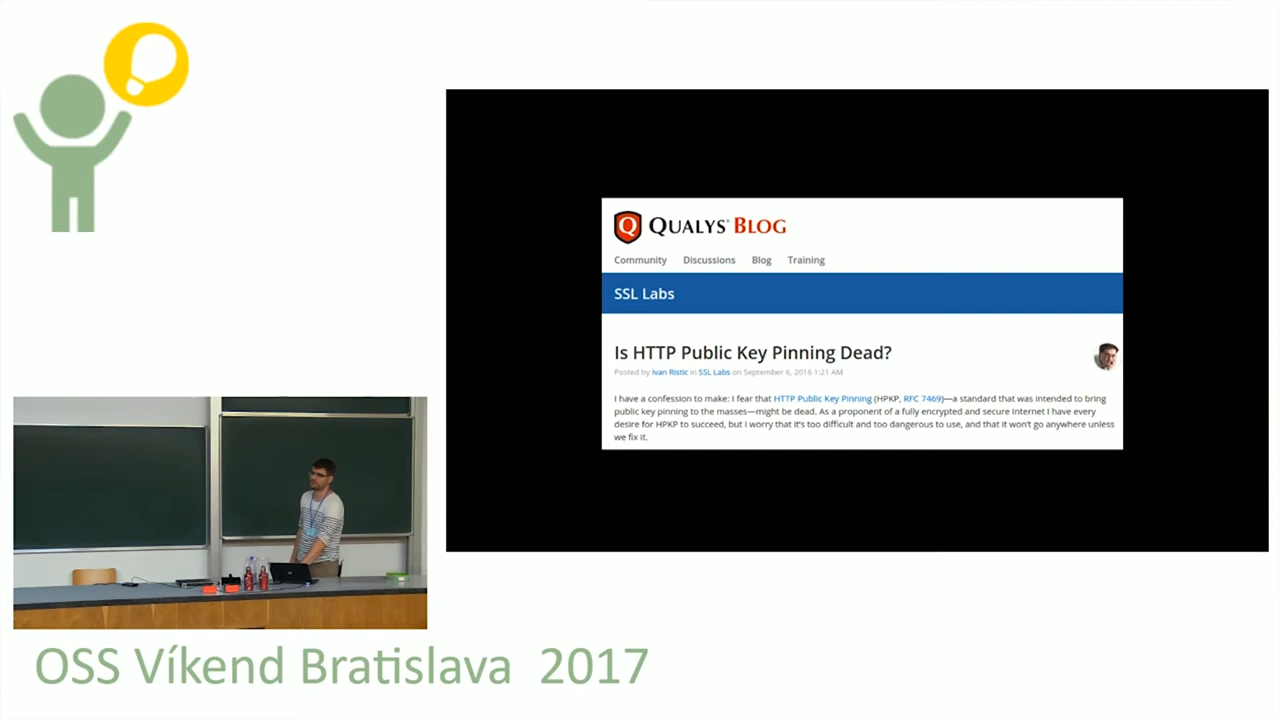 QUALYS® BLOG
Community Discussions Blog Training
SSL Labs
Is HTTP Public Key Pinning Dead?
Posted by Ivan Ristic in SSL Labs on September 6, 2016 1:21 AM
I have a confession to make: I fear that HTTP Public Key Pinning (HPKP, RFC 7469)—a standard that was intended to bring
public key pinning to the masses—might be dead. As a proponent of a fully encrypted and secure Internet I have every
desire for HPKP to succeed, but I worry that it's too difficult and too dangerous to use, and that it won't go anywhere unless
we fix it.
OSS Víkend Bratislava 2017